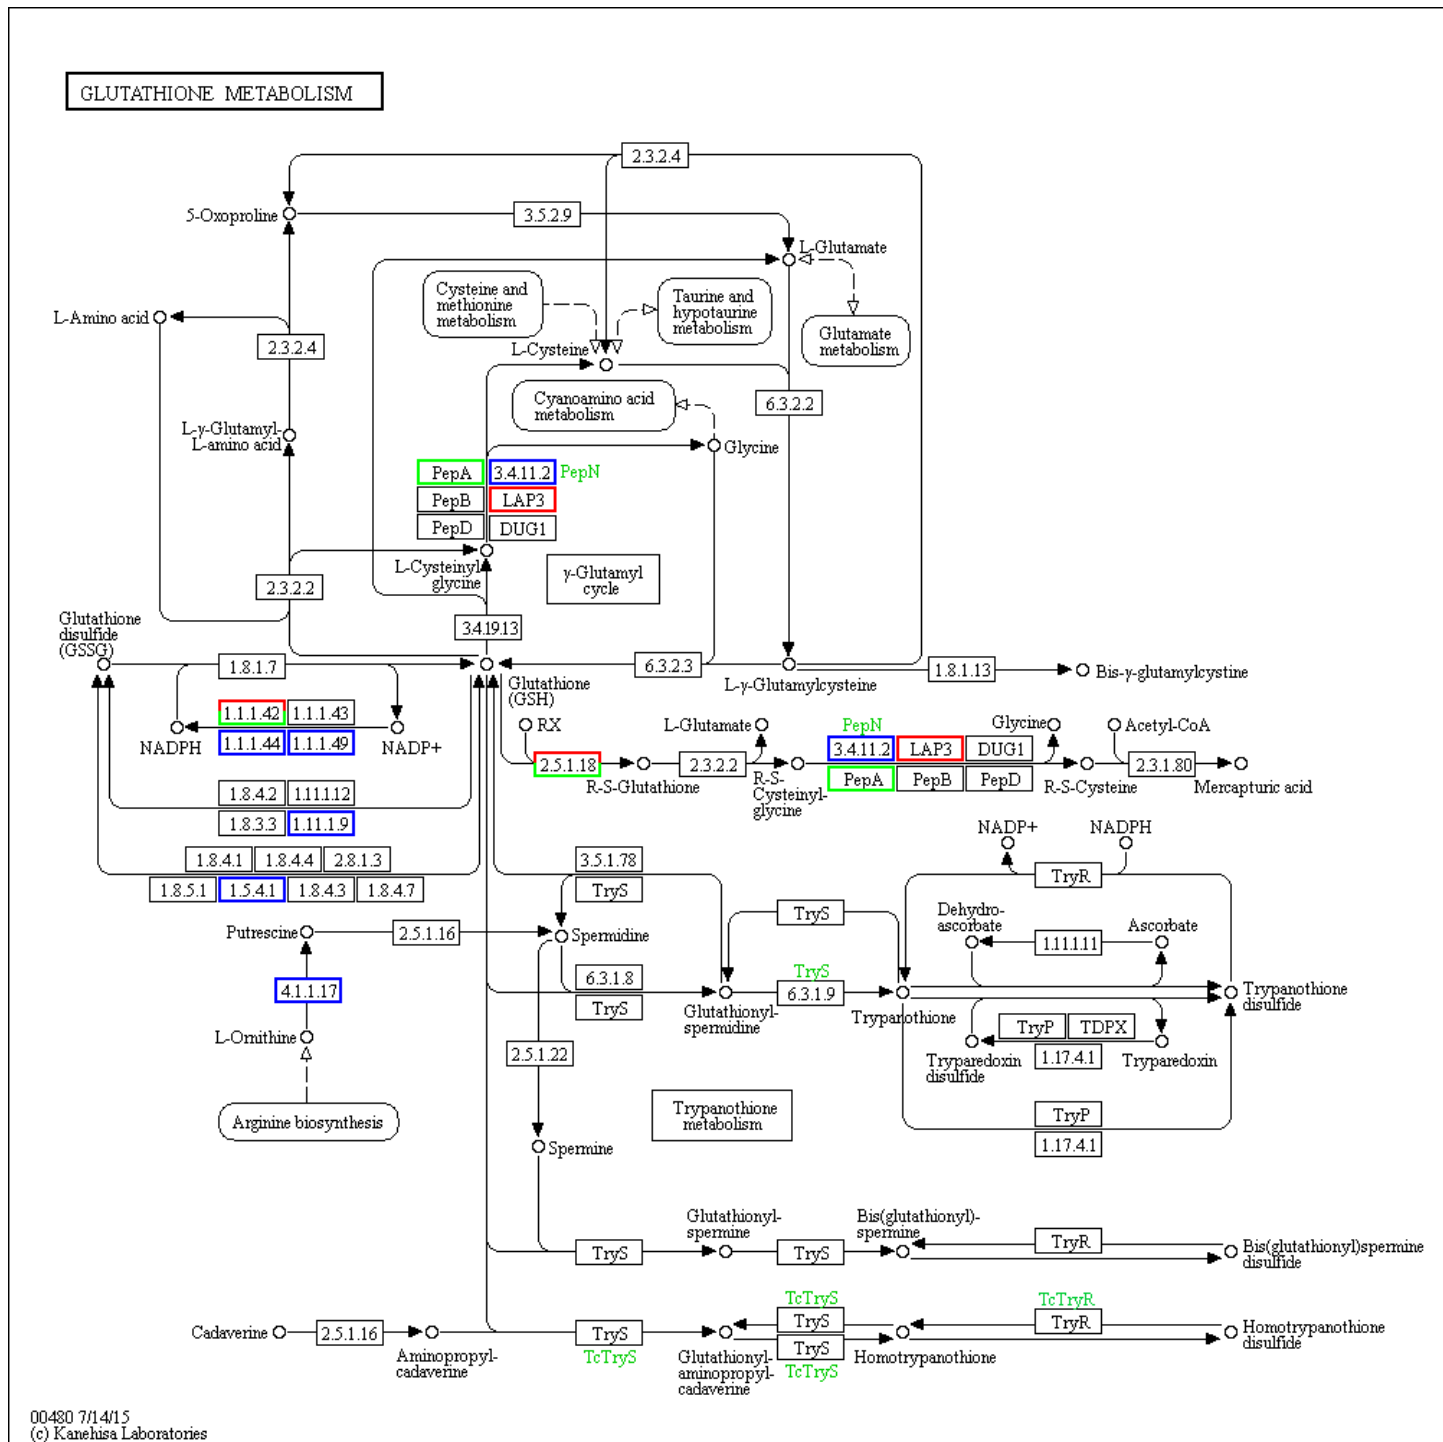 GLUTATHIONE METABOLISM
2.3.2.4
5-Oxoproline
3.5.2.9
L-Glutamate
Cysteine and
methionine
metabolism
Taurine and
hypotaurine
metabolism
L-Amino acid
Glutamate
metabolism
2.3.2.4
L-Cysteine
Cyanoamino acid
metabolism
6.3.2.2
L-γ-Glutamyl-
L-amino acid
Glycine
PepA
3.4.11.2
PepN
PepB
LAP3
PepD
DUG1
L-Cysteinyl
glycine
γ-Glutamyl
cycle
2.3.2.2
3.4.19.13
Glutathione
disulfide
(GSSG)
1.8.1.7
6.3.2.3
1.8.1.13
Bis-γ-glutamylcystine
Glutathione
(GSH)
L-γ-Glutamylcysteine
1.1.1.42
1.1.1.43
NADPH
1.1.1.44
1.1.1.49
NADP+
RX
L-Glutamate
PepN
Glycine
Acetyl-CoA
3.4.11.2
LAP3
DUG1
2.5.1.18
2.3.2.2
2.3.1.80
R-S-Glutathione
R-S-
Cysteinyl-
glycine
PepA
PepB
PepD
R-S-Cysteine
Mercapturic acid
1.8.4.2
1.11.1.12
1.8.3.3
1.11.1.9
1.8.4.1
1.8.4.4
2.8.1.3
1.8.5.1
1.5.4.1
1.8.4.3
1.8.4.7
3.5.1.78
TryS
NADP+
NADPH
TryR
Putrescine
2.5.1.16
Spermidine
TryS
Dehydro-
ascorbate
1.11.1.11
Ascorbate
4.1.1.17
6.3.1.8
TryS
TryS
6.3.1.9
Glutathionyl-
spermidine
Trypanothione
Trypanothione
disulfide
L-Ornithine
2.5.1.22
TryP
TDPX
1.17.4.1
Tryparedoxin
disulfide
Tryparedoxin
Arginine biosynthesis
Trypanothione
metabolism
TryP
1.17.4.1
Spermine
Glutathionyl-
spermine
Bis(glutathionyl)-
spermine
TryS
TryS
TryR
Bis(glutathionyl)spermine
disulfide
Cadaverine
2.5.1.16
Aminopropyl-
cadaverine
TryS
TcTryS
Glutathionyl-
aminopropyl-
cadaverine
TcTryS
TryS
TryS
TcTryS
Homotrypanothione
TcTryR
TryR
Homotrypanothione
disulfide
00480 7/14/15
(c) Kanehisa Laboratories